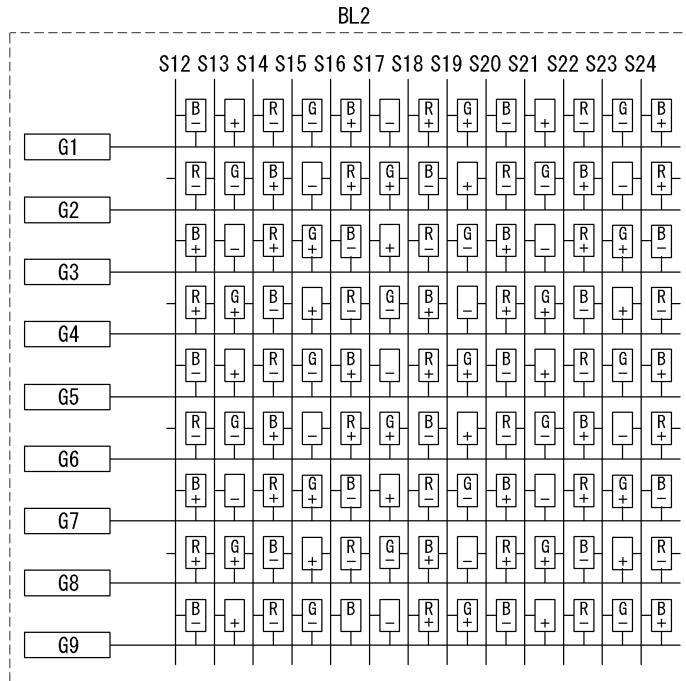 BL2
S12 S13 S14 S15 S16 S17 S18 S19 S20 S21 S22 S23 S24
B R G B R G B R G B
− + − − + − + + − + − − +
G1
R G B R G B R G B R
− − + − + + − + − − + − +
G2
B R G B R G B R G B
+ − + + − + − − + − + + −
G3
R G B R G B R G B R
+ + − + − − + − + + − + −
G4
B R G B R G B R G B
− + − − + − + + − + − − +
G5
R G B R G B R G B R
− − + − + + − + − − + − +
G6
B R G B R G B R G B
+ − + + − + − − + − + + −
G7
R G B R G B R G B R
+ + − + − − + − + + − + −
G8
B R G B R G B R G B
− + − − − + + − + − − +
G9